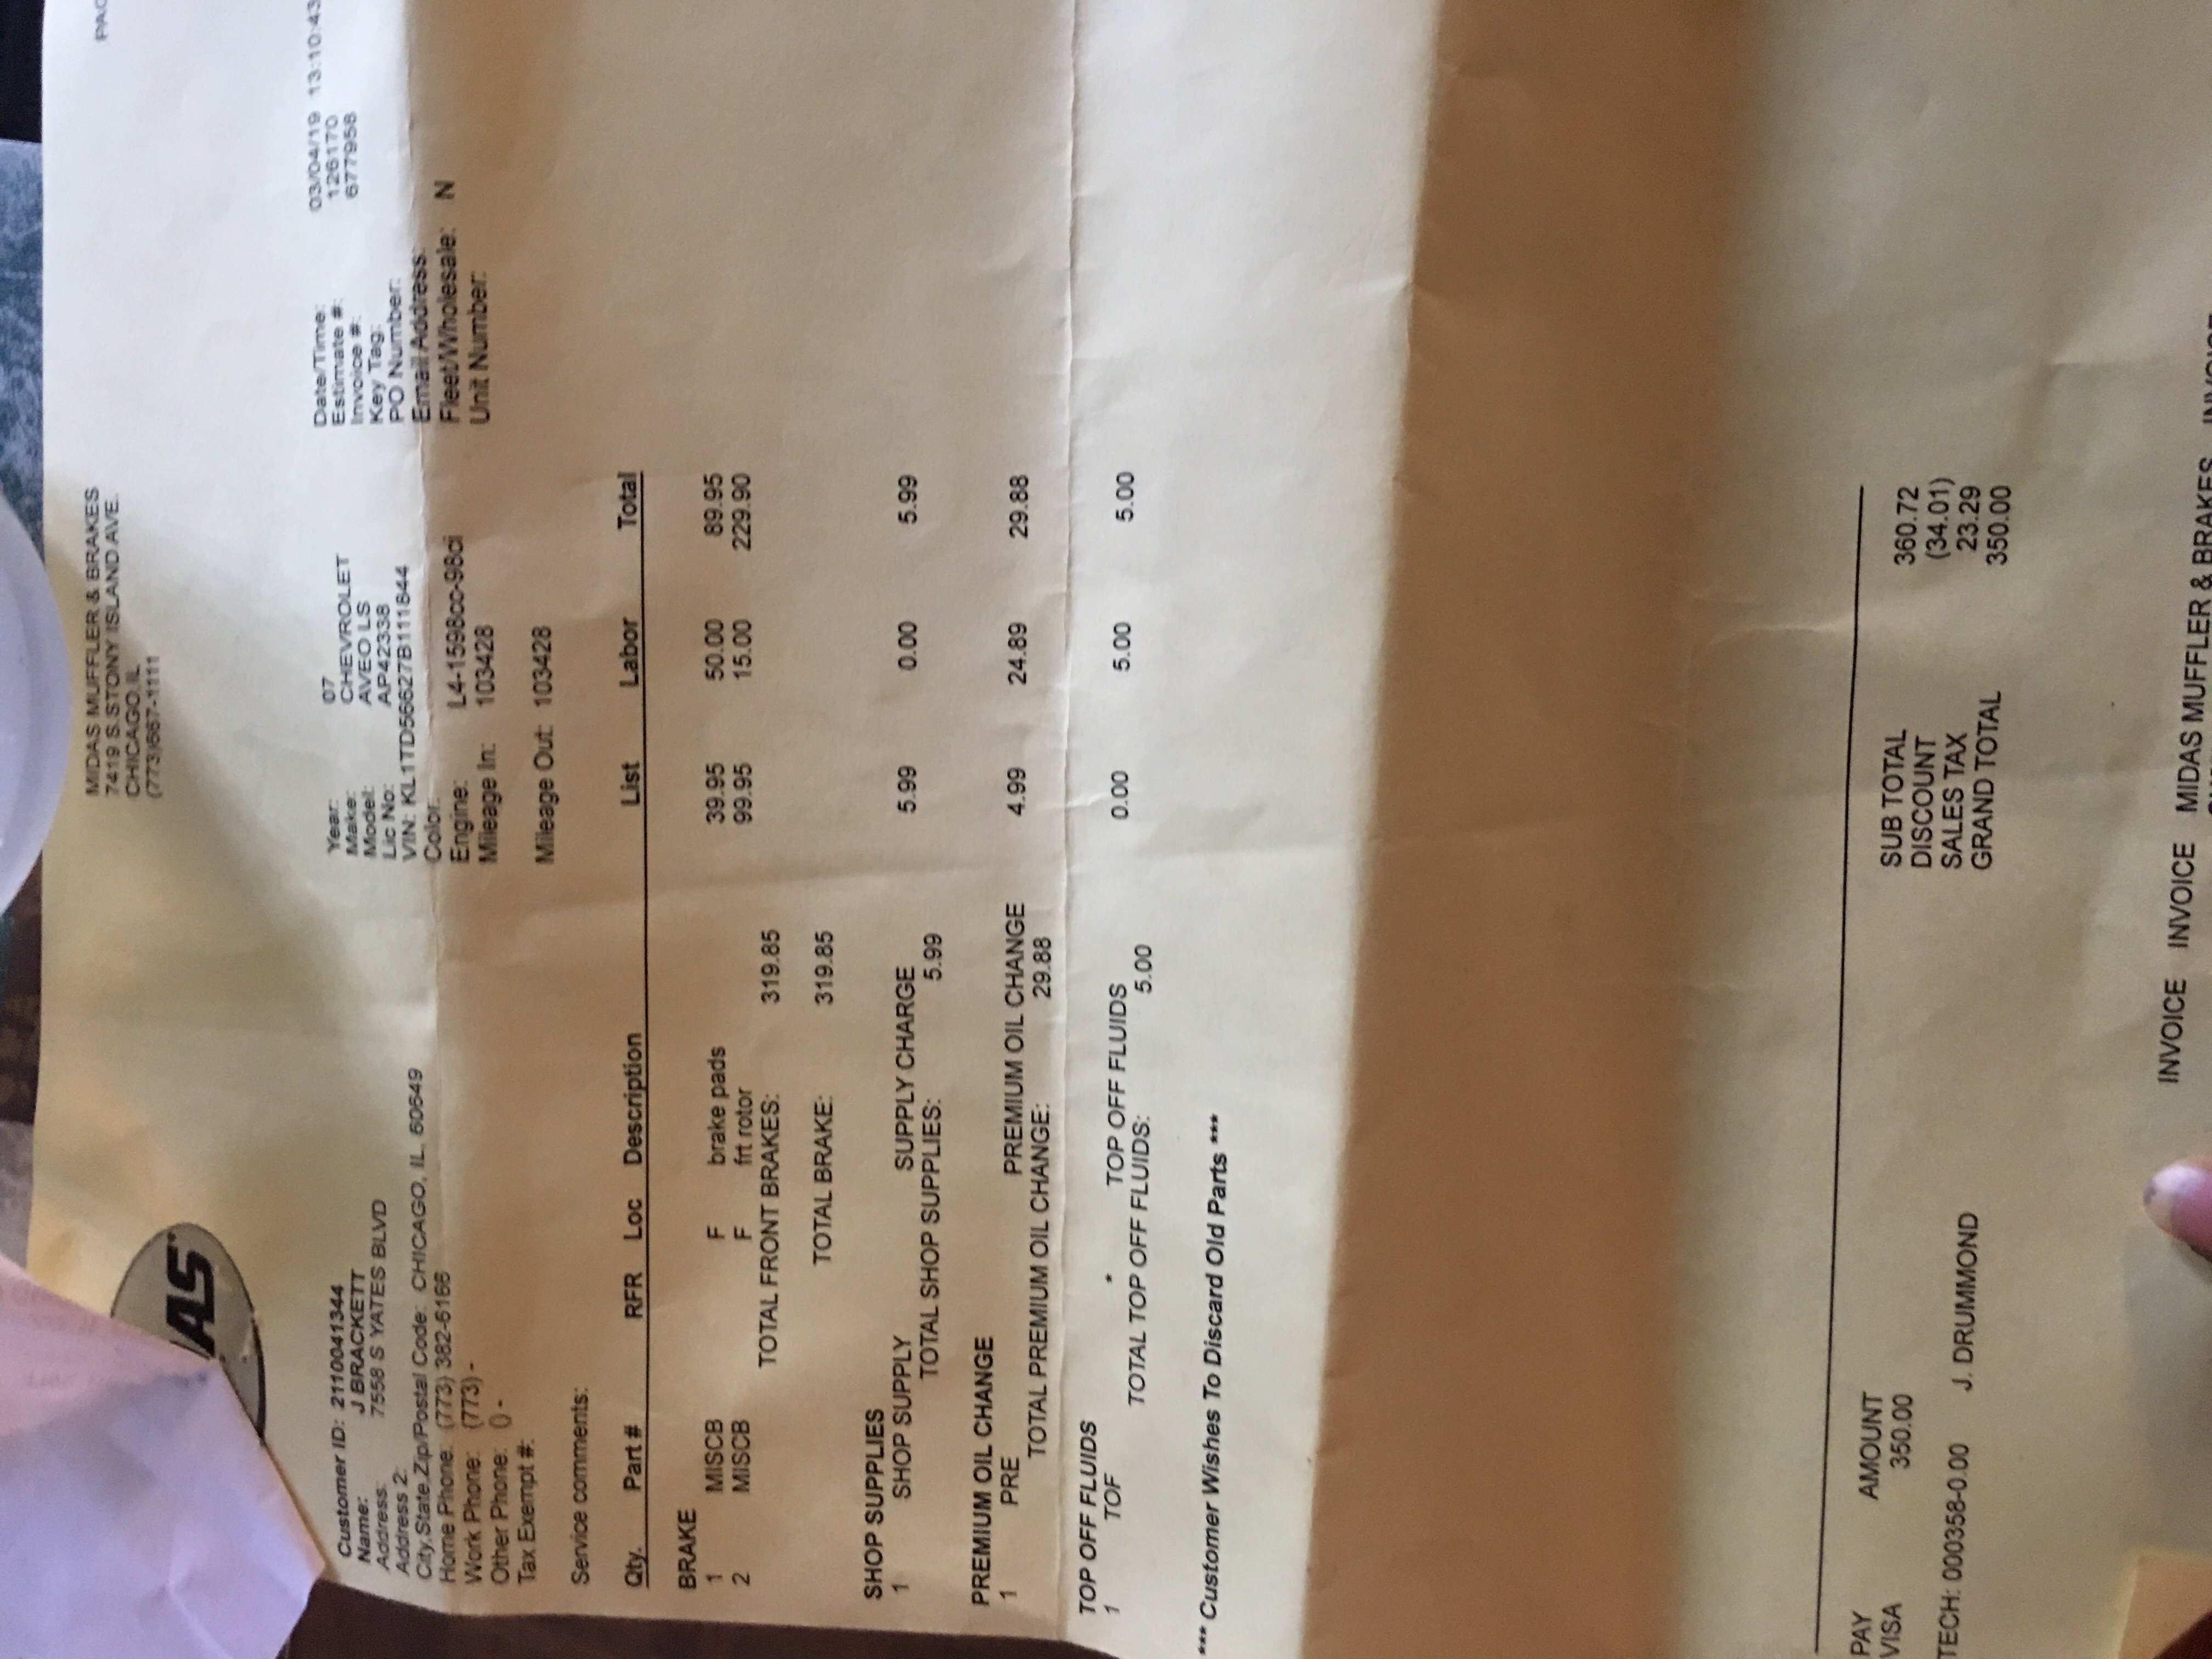 PAG
MIDAS MUFFLER & BRAKES
7419 S. STONY ISLAND AVE.
CHICAGO, IL
(773)667-1111
AS
Customer ID: 2110041344
Name: J BRACKETT
Address: 7558 S YATES BLVD
Address 2:
City,State,Zip/Postal Code: CHICAGO, IL, 60649
Home Phone: (773) 382-6166
Work Phone: (773) -
Other Phone: () -
Tax Exempt #:
Year: 07
Make: CHEVROLET
Model: AVEO LS
Lic No: AP42338
VIN: KL1TD56627B111844
Color:
Engine: L4-1598cc-98ci
Mileage In: 103428
Mileage Out: 103428
Date/Time: 03/04/19 13:10:43
Estimate #: 126170
Invoice #: 677958
Key Tag:
PO Number:
Email Address:
Fleet/Wholesale: N
Unit Number:
Service comments:
Qty. Part # RFR Loc Description List Labor Total
BRAKE
1 MISCB F brake pads 39.95 50.00 89.95
2 MISCB F frt rotor 99.95 15.00 229.90
TOTAL FRONT BRAKES: 319.85
TOTAL BRAKE: 319.85
SHOP SUPPLIES
1 SHOP SUPPLY SUPPLY CHARGE 5.99 0.00 5.99
TOTAL SHOP SUPPLIES: 5.99
PREMIUM OIL CHANGE
1 PRE PREMIUM OIL CHANGE 4.99 24.89 29.88
TOTAL PREMIUM OIL CHANGE: 29.88
TOP OFF FLUIDS
1 TOF * TOP OFF FLUIDS 0.00 5.00 5.00
TOTAL TOP OFF FLUIDS: 5.00
*** Customer Wishes To Discard Old Parts ***
PAY AMOUNT
VISA 350.00
SUB TOTAL 360.72
DISCOUNT (34.01)
SALES TAX 23.29
GRAND TOTAL 350.00
TECH: 000358-0.00 J. DRUMMOND
INVOICE INVOICE MIDAS MUFFLER & BRAKES INVOICE